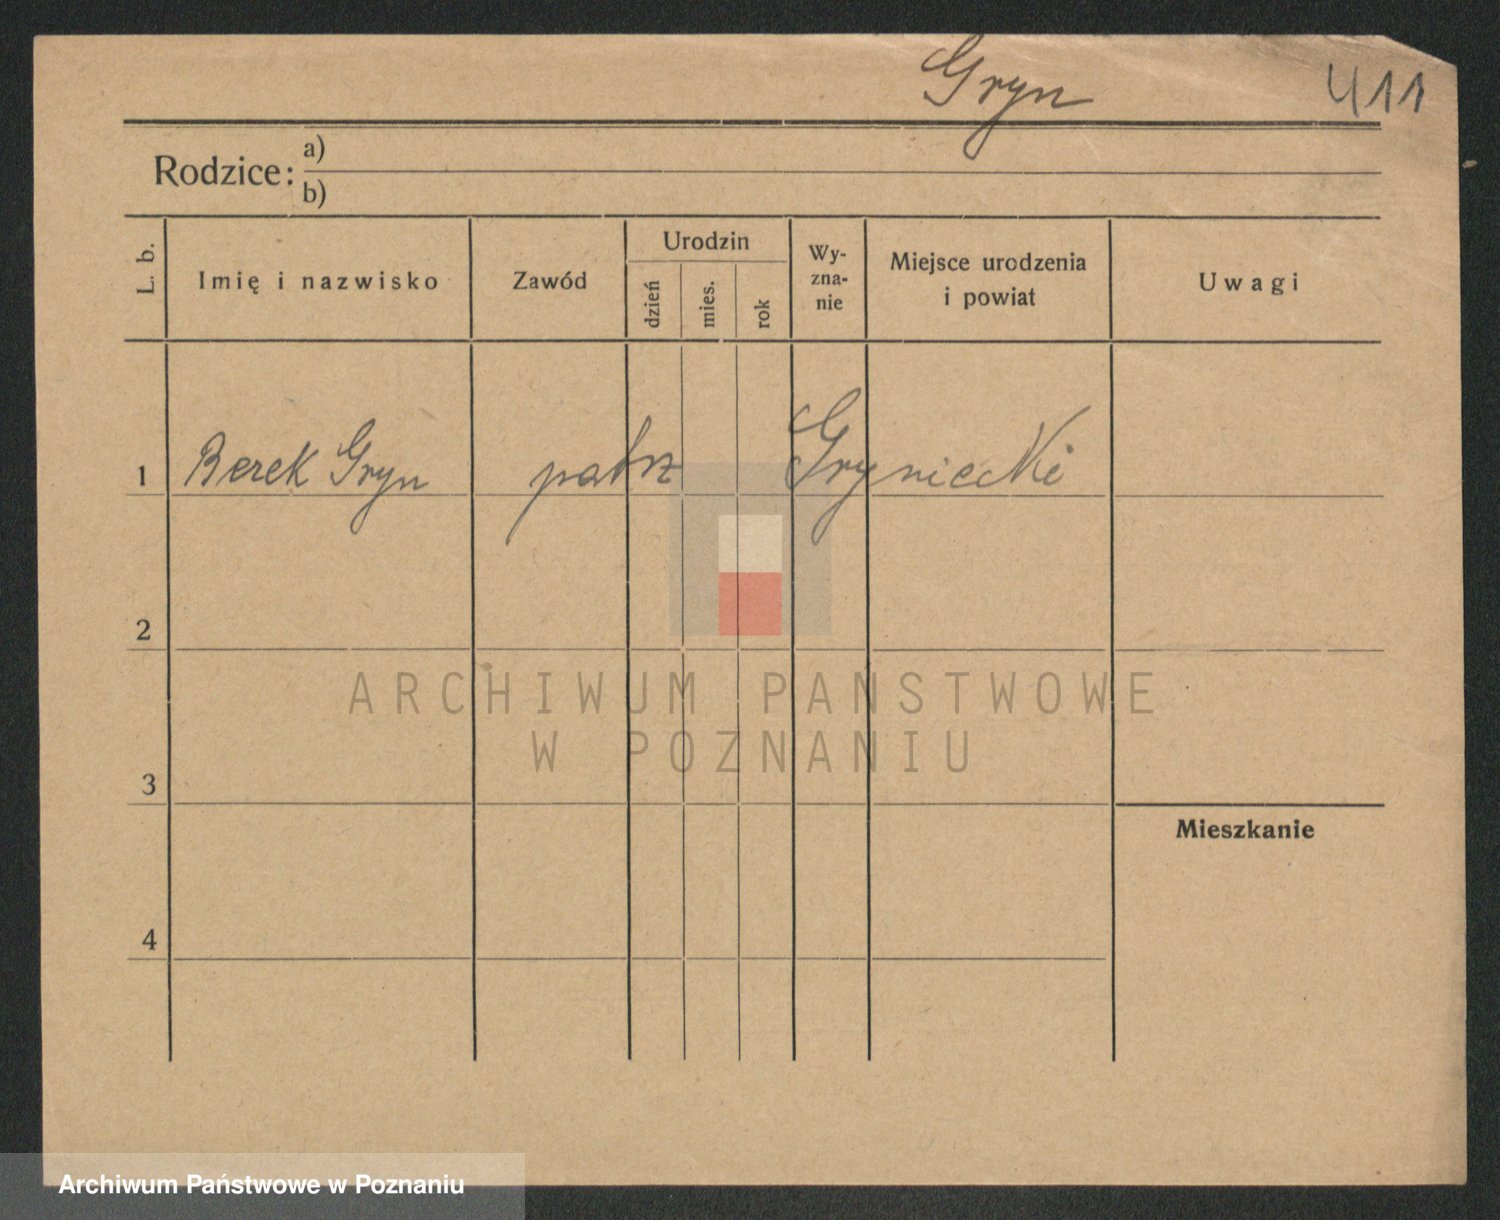 Gryn 411
Rodzice: a)
b)
L. b. Imię i nazwisko Zawód Urodzin dzień mies. rok Wy-zna-nie Miejsce urodzenia i powiat Uwagi
1 Berek Gryn patrz Gryniecki
2
ARCHIWUM PAŃSTWOWE
W POZNANIU
3
Mieszkanie
4
Archiwum Państwowe w Poznaniu